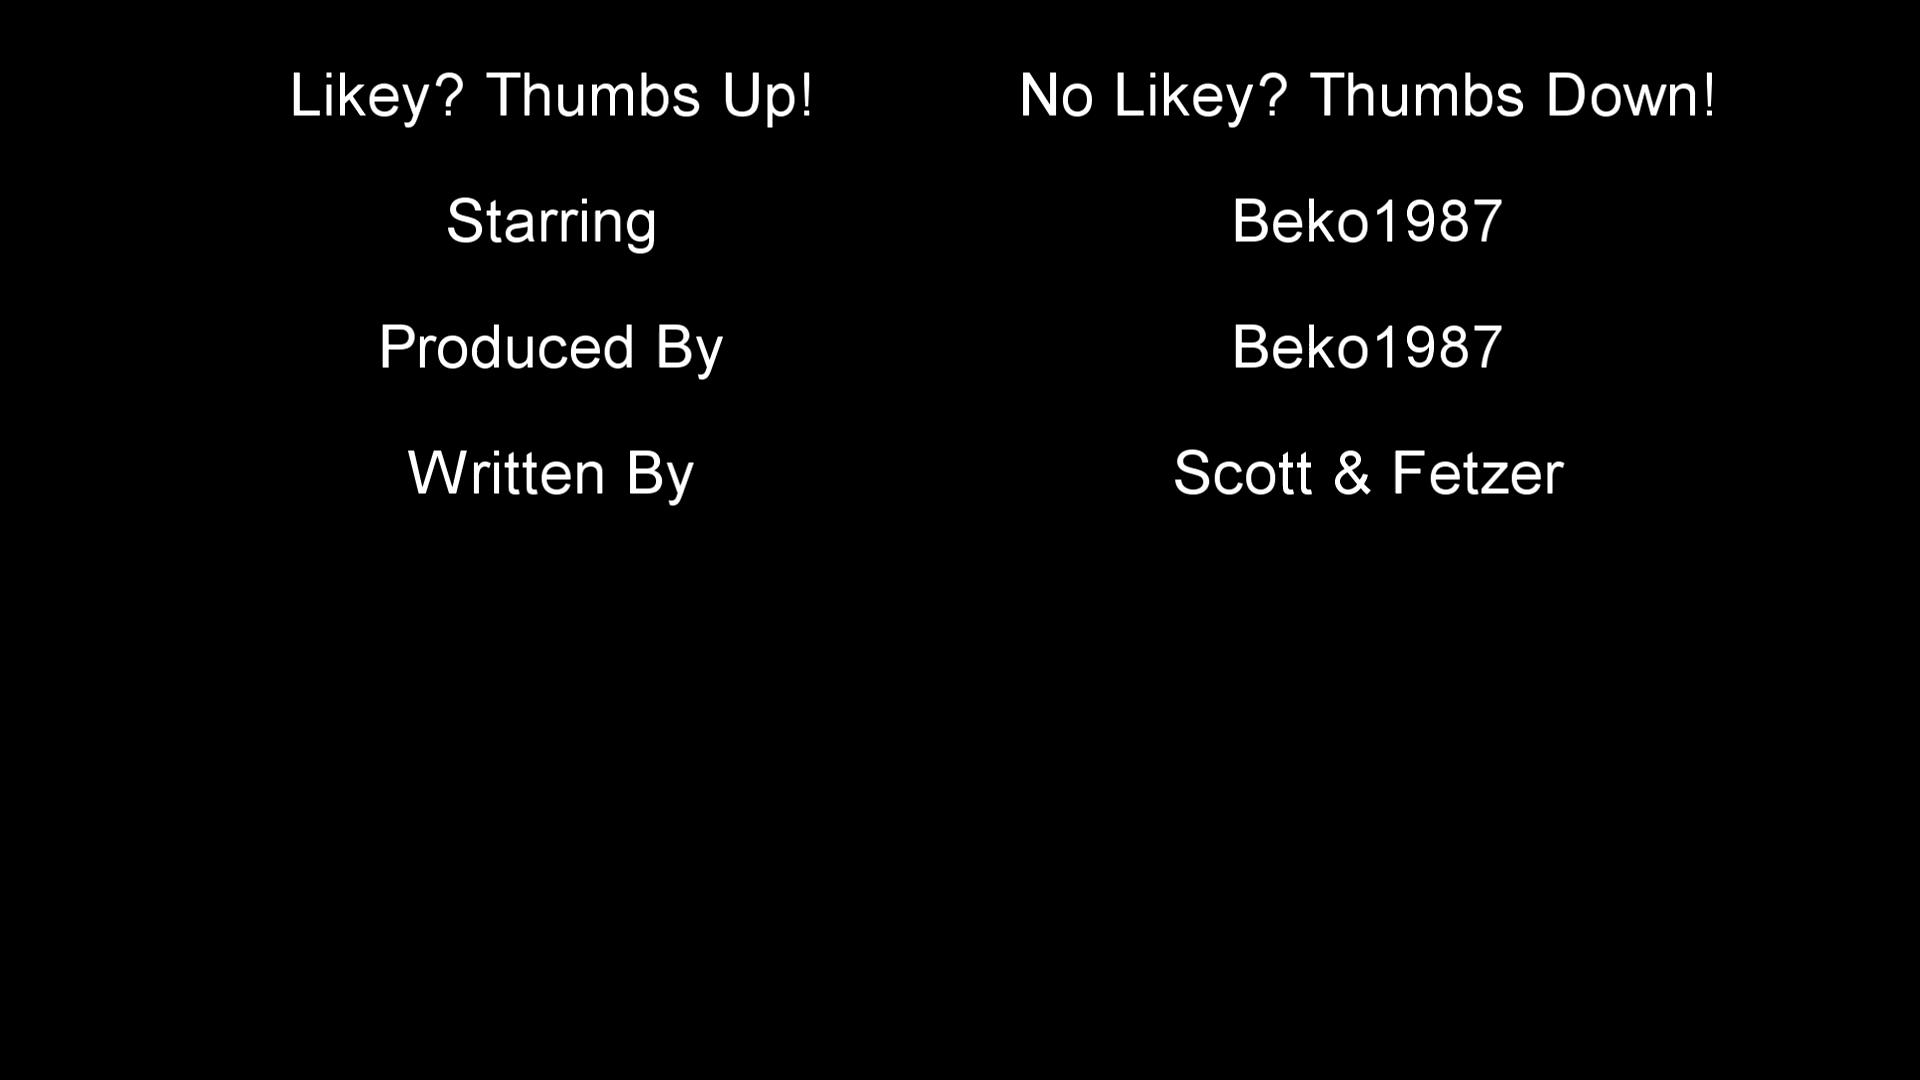 Likey? Thumbs Up! No Likey? Thumbs Down!
Starring Beko1987
Produced By Beko1987
Written By Scott & Fetzer